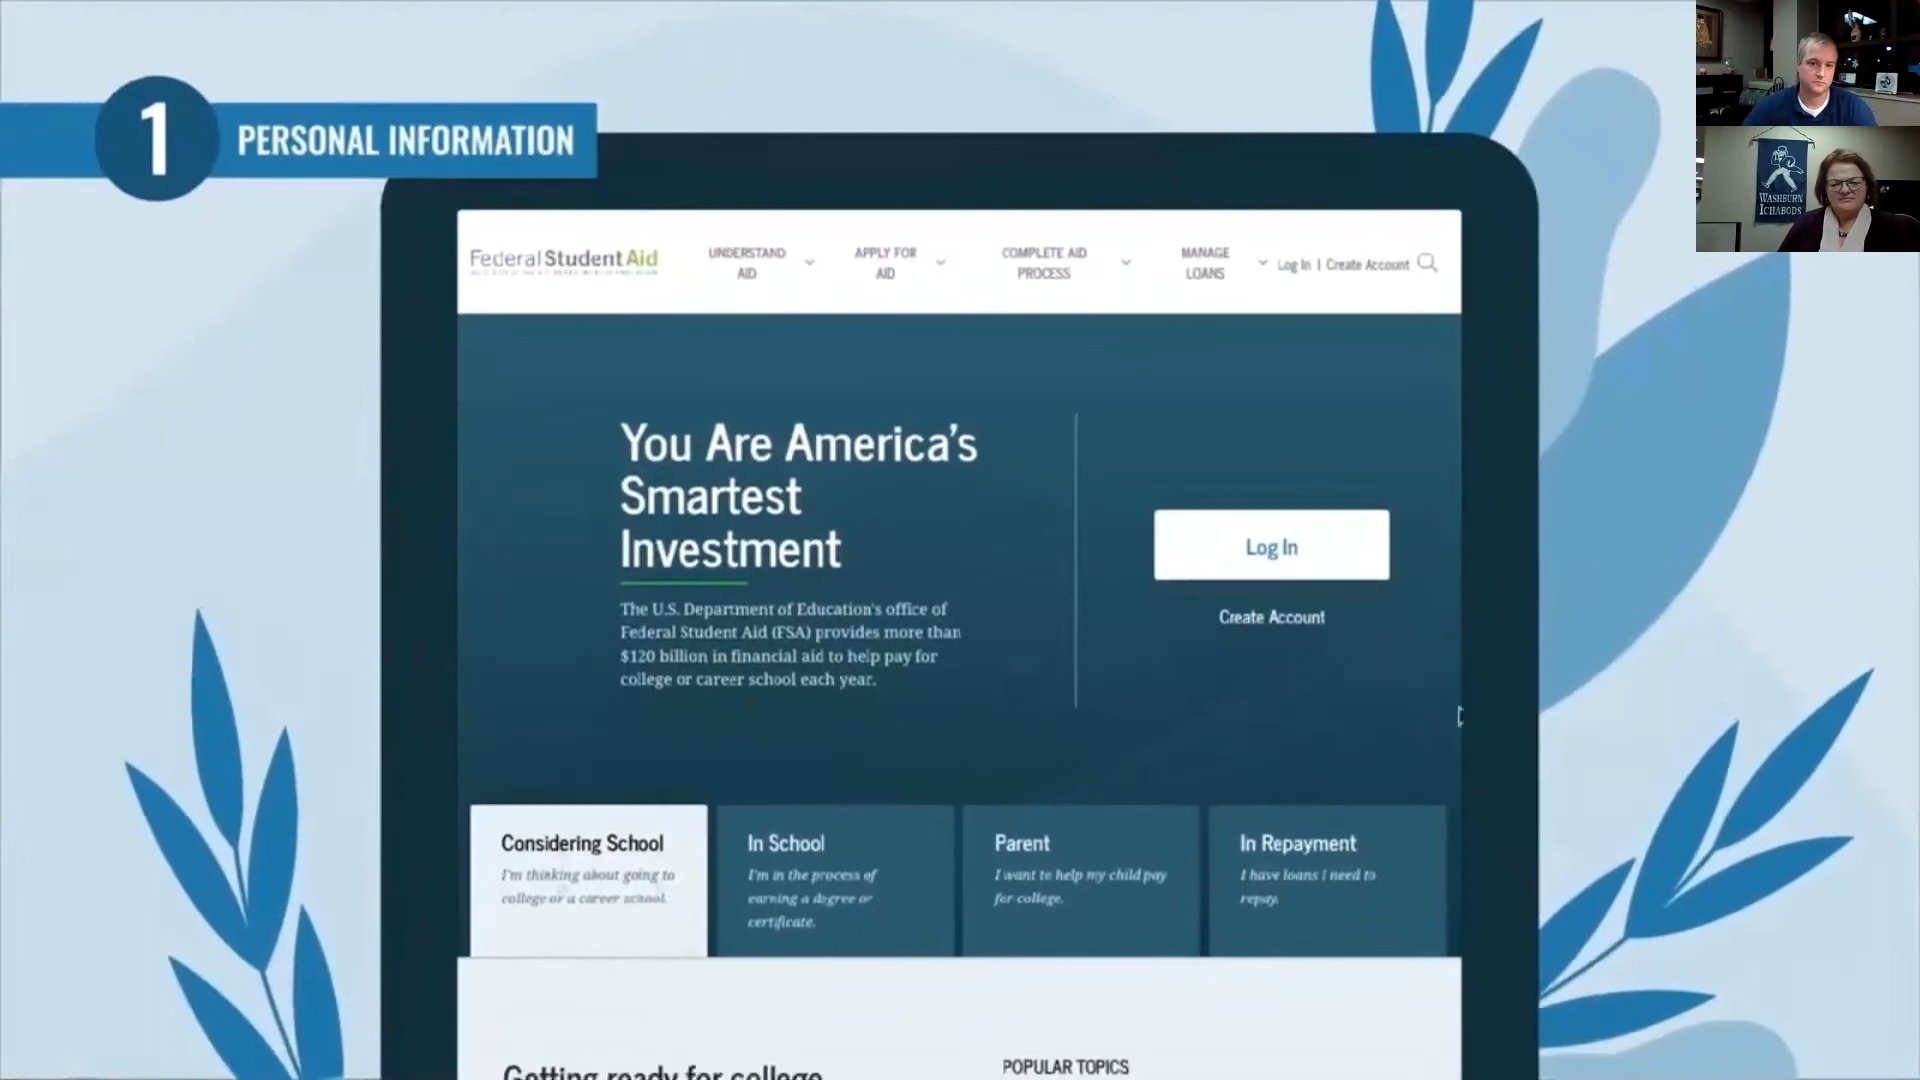 1 PERSONAL INFORMATION
WASHBURN
ICHABODS
Federal Student Aid
UNDERSTAND
AID
APPLY FOR
AID
COMPLETE AID
PROCESS
MANAGE
LOANS
Log In | Create Account
You Are America's
Smartest
Investment
The U.S. Department of Education's office of
Federal Student Aid (FSA) provides more than
$120 billion in financial aid to help pay for
college or career school each year.
Log In
Create Account
Considering School
I'm thinking about going to
college or a career school.
In School
I'm in the process of
earning a degree or
certificate.
Parent
I want to help my child pay
for college.
In Repayment
I have loans I need to
repay.
Getting ready for college
POPULAR TOPICS